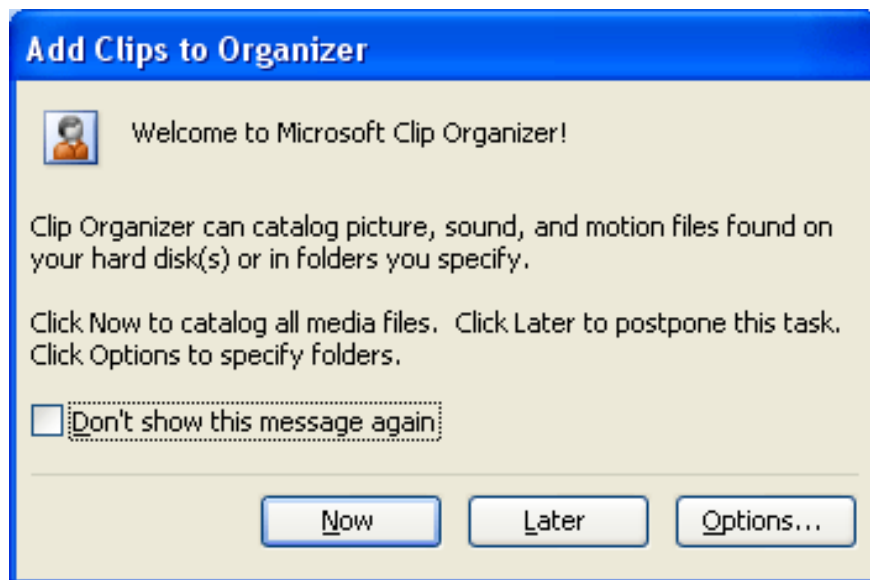 Add Clips to Organizer
Welcome to Microsoft Clip Organizer!
Clip Organizer can catalog picture, sound, and motion files found on
your hard disk(s) or in folders you specify.
Click Now to catalog all media files.  Click Later to postpone this task.
Click Options to specify folders.
Don't show this message again
Now
Later
Options...